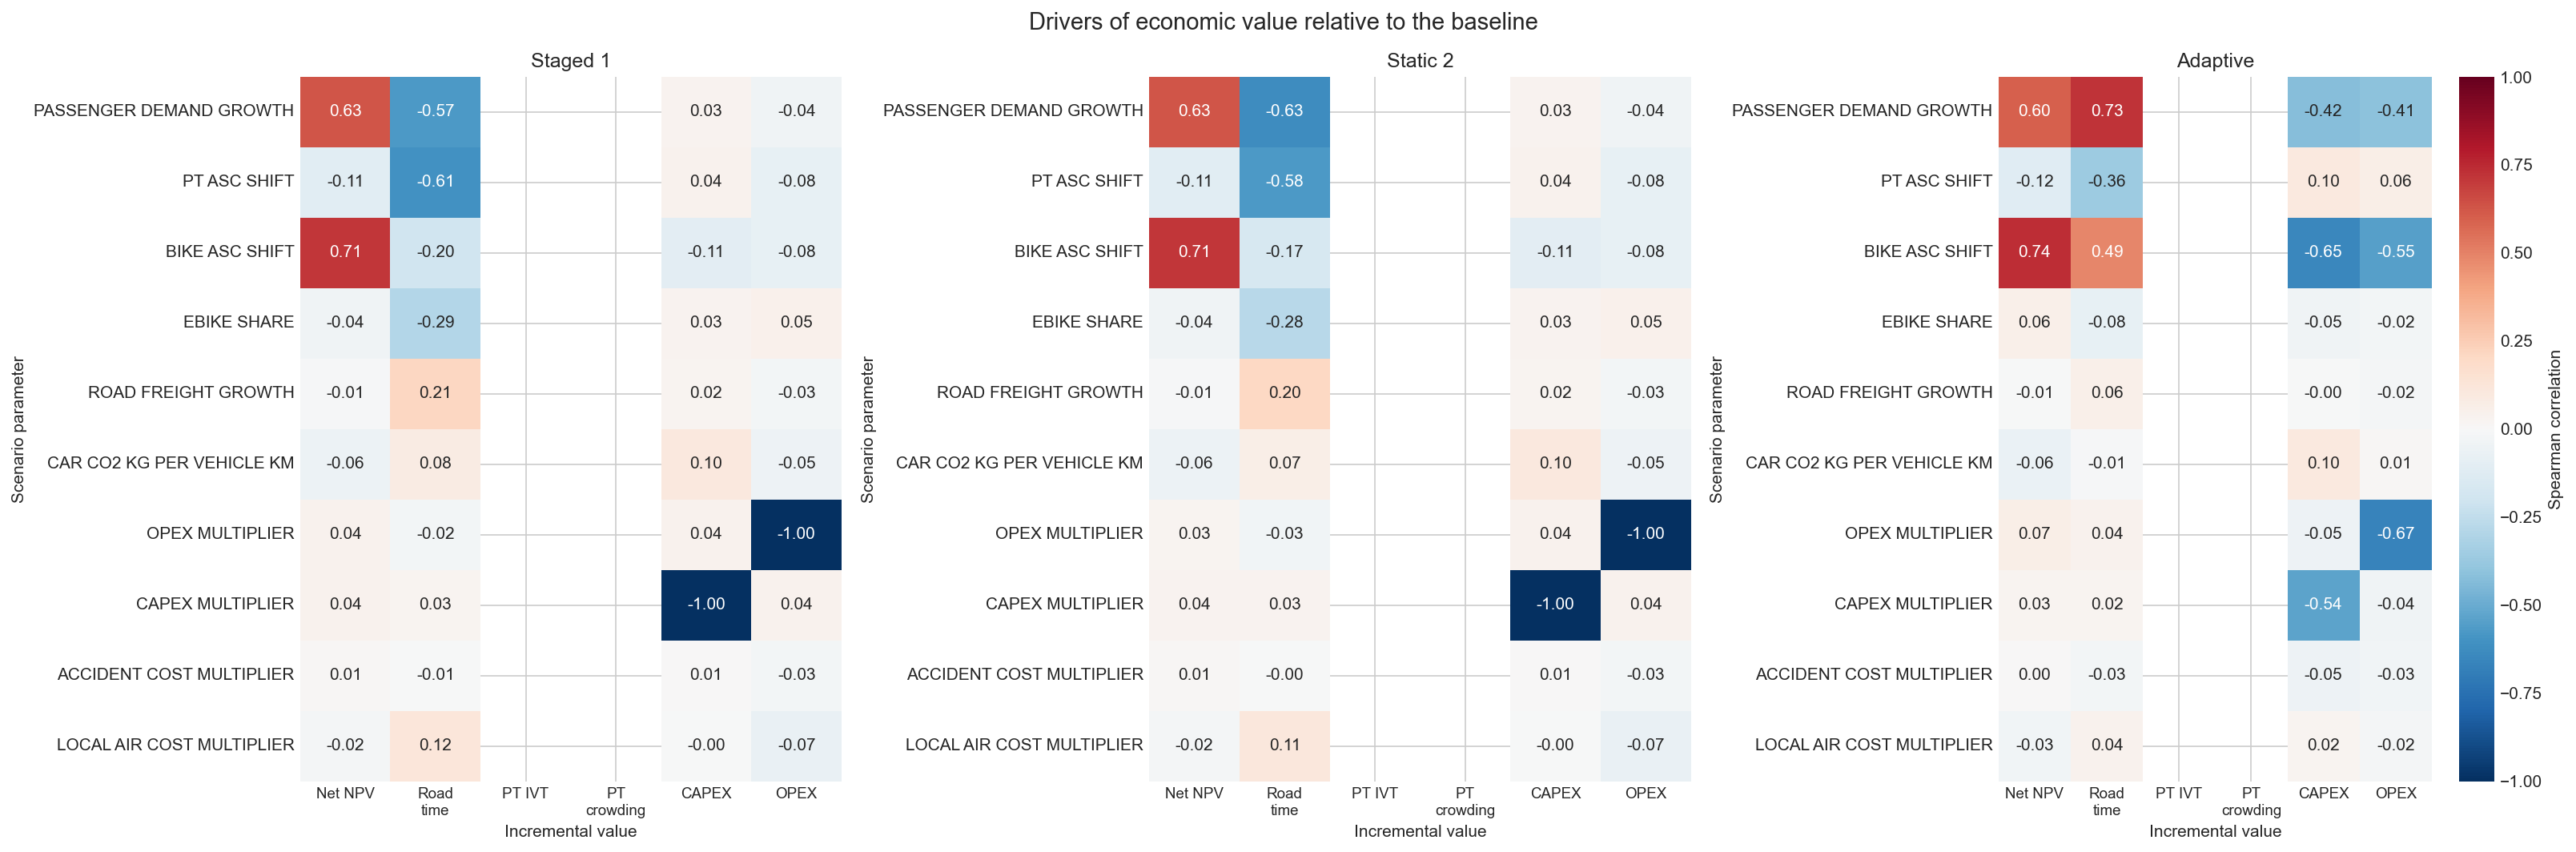 Drivers of economic value relative to the baseline
Staged 1
PASSENGER DEMAND GROWTH 0.63 -0.57 0.03 -0.04
PT ASC SHIFT -0.11 -0.61 0.04 -0.08
BIKE ASC SHIFT 0.71 -0.20 -0.11 -0.08
EBIKE SHARE -0.04 -0.29 0.03 0.05
ROAD FREIGHT GROWTH -0.01 0.21 0.02 -0.03
CAR CO2 KG PER VEHICLE KM -0.06 0.08 0.10 -0.05
OPEX MULTIPLIER 0.04 -0.02 0.04 -1.00
CAPEX MULTIPLIER 0.04 0.03 -1.00 0.04
ACCIDENT COST MULTIPLIER 0.01 -0.01 0.01 -0.03
LOCAL AIR COST MULTIPLIER -0.02 0.12 -0.00 -0.07
Scenario parameter
Net NPV Road PT IVT PT CAPEX OPEX
time crowding
Incremental value
Static 2
PASSENGER DEMAND GROWTH 0.63 -0.63 0.03 -0.04
PT ASC SHIFT -0.11 -0.58 0.04 -0.08
BIKE ASC SHIFT 0.71 -0.17 -0.11 -0.08
EBIKE SHARE -0.04 -0.28 0.03 0.05
ROAD FREIGHT GROWTH -0.01 0.20 0.02 -0.03
CAR CO2 KG PER VEHICLE KM -0.06 0.07 0.10 -0.05
OPEX MULTIPLIER 0.03 -0.03 0.04 -1.00
CAPEX MULTIPLIER 0.04 0.03 -1.00 0.04
ACCIDENT COST MULTIPLIER 0.01 -0.00 0.01 -0.03
LOCAL AIR COST MULTIPLIER -0.02 0.11 -0.00 -0.07
Scenario parameter
Net NPV Road PT IVT PT CAPEX OPEX
time crowding
Incremental value
Adaptive
PASSENGER DEMAND GROWTH 0.60 0.73 -0.42 -0.41
PT ASC SHIFT -0.12 -0.36 0.10 0.06
BIKE ASC SHIFT 0.74 0.49 -0.65 -0.55
EBIKE SHARE 0.06 -0.08 -0.05 -0.02
ROAD FREIGHT GROWTH -0.01 0.06 -0.00 -0.02
CAR CO2 KG PER VEHICLE KM -0.06 -0.01 0.10 0.01
OPEX MULTIPLIER 0.07 0.04 -0.05 -0.67
CAPEX MULTIPLIER 0.03 0.02 -0.54 -0.04
ACCIDENT COST MULTIPLIER 0.00 -0.03 -0.05 -0.03
LOCAL AIR COST MULTIPLIER -0.03 0.04 0.02 -0.02
Scenario parameter
Net NPV Road PT IVT PT CAPEX OPEX
time crowding
Incremental value
1.00
0.75
0.50
0.25
0.00
−0.25
−0.50
−0.75
−1.00
Spearman correlation